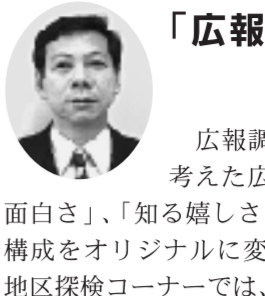 「広報
広報調
考えた広
面白さ」、「知る嬉しさ
構成をオリジナルに変
地区探検コーナーでは、